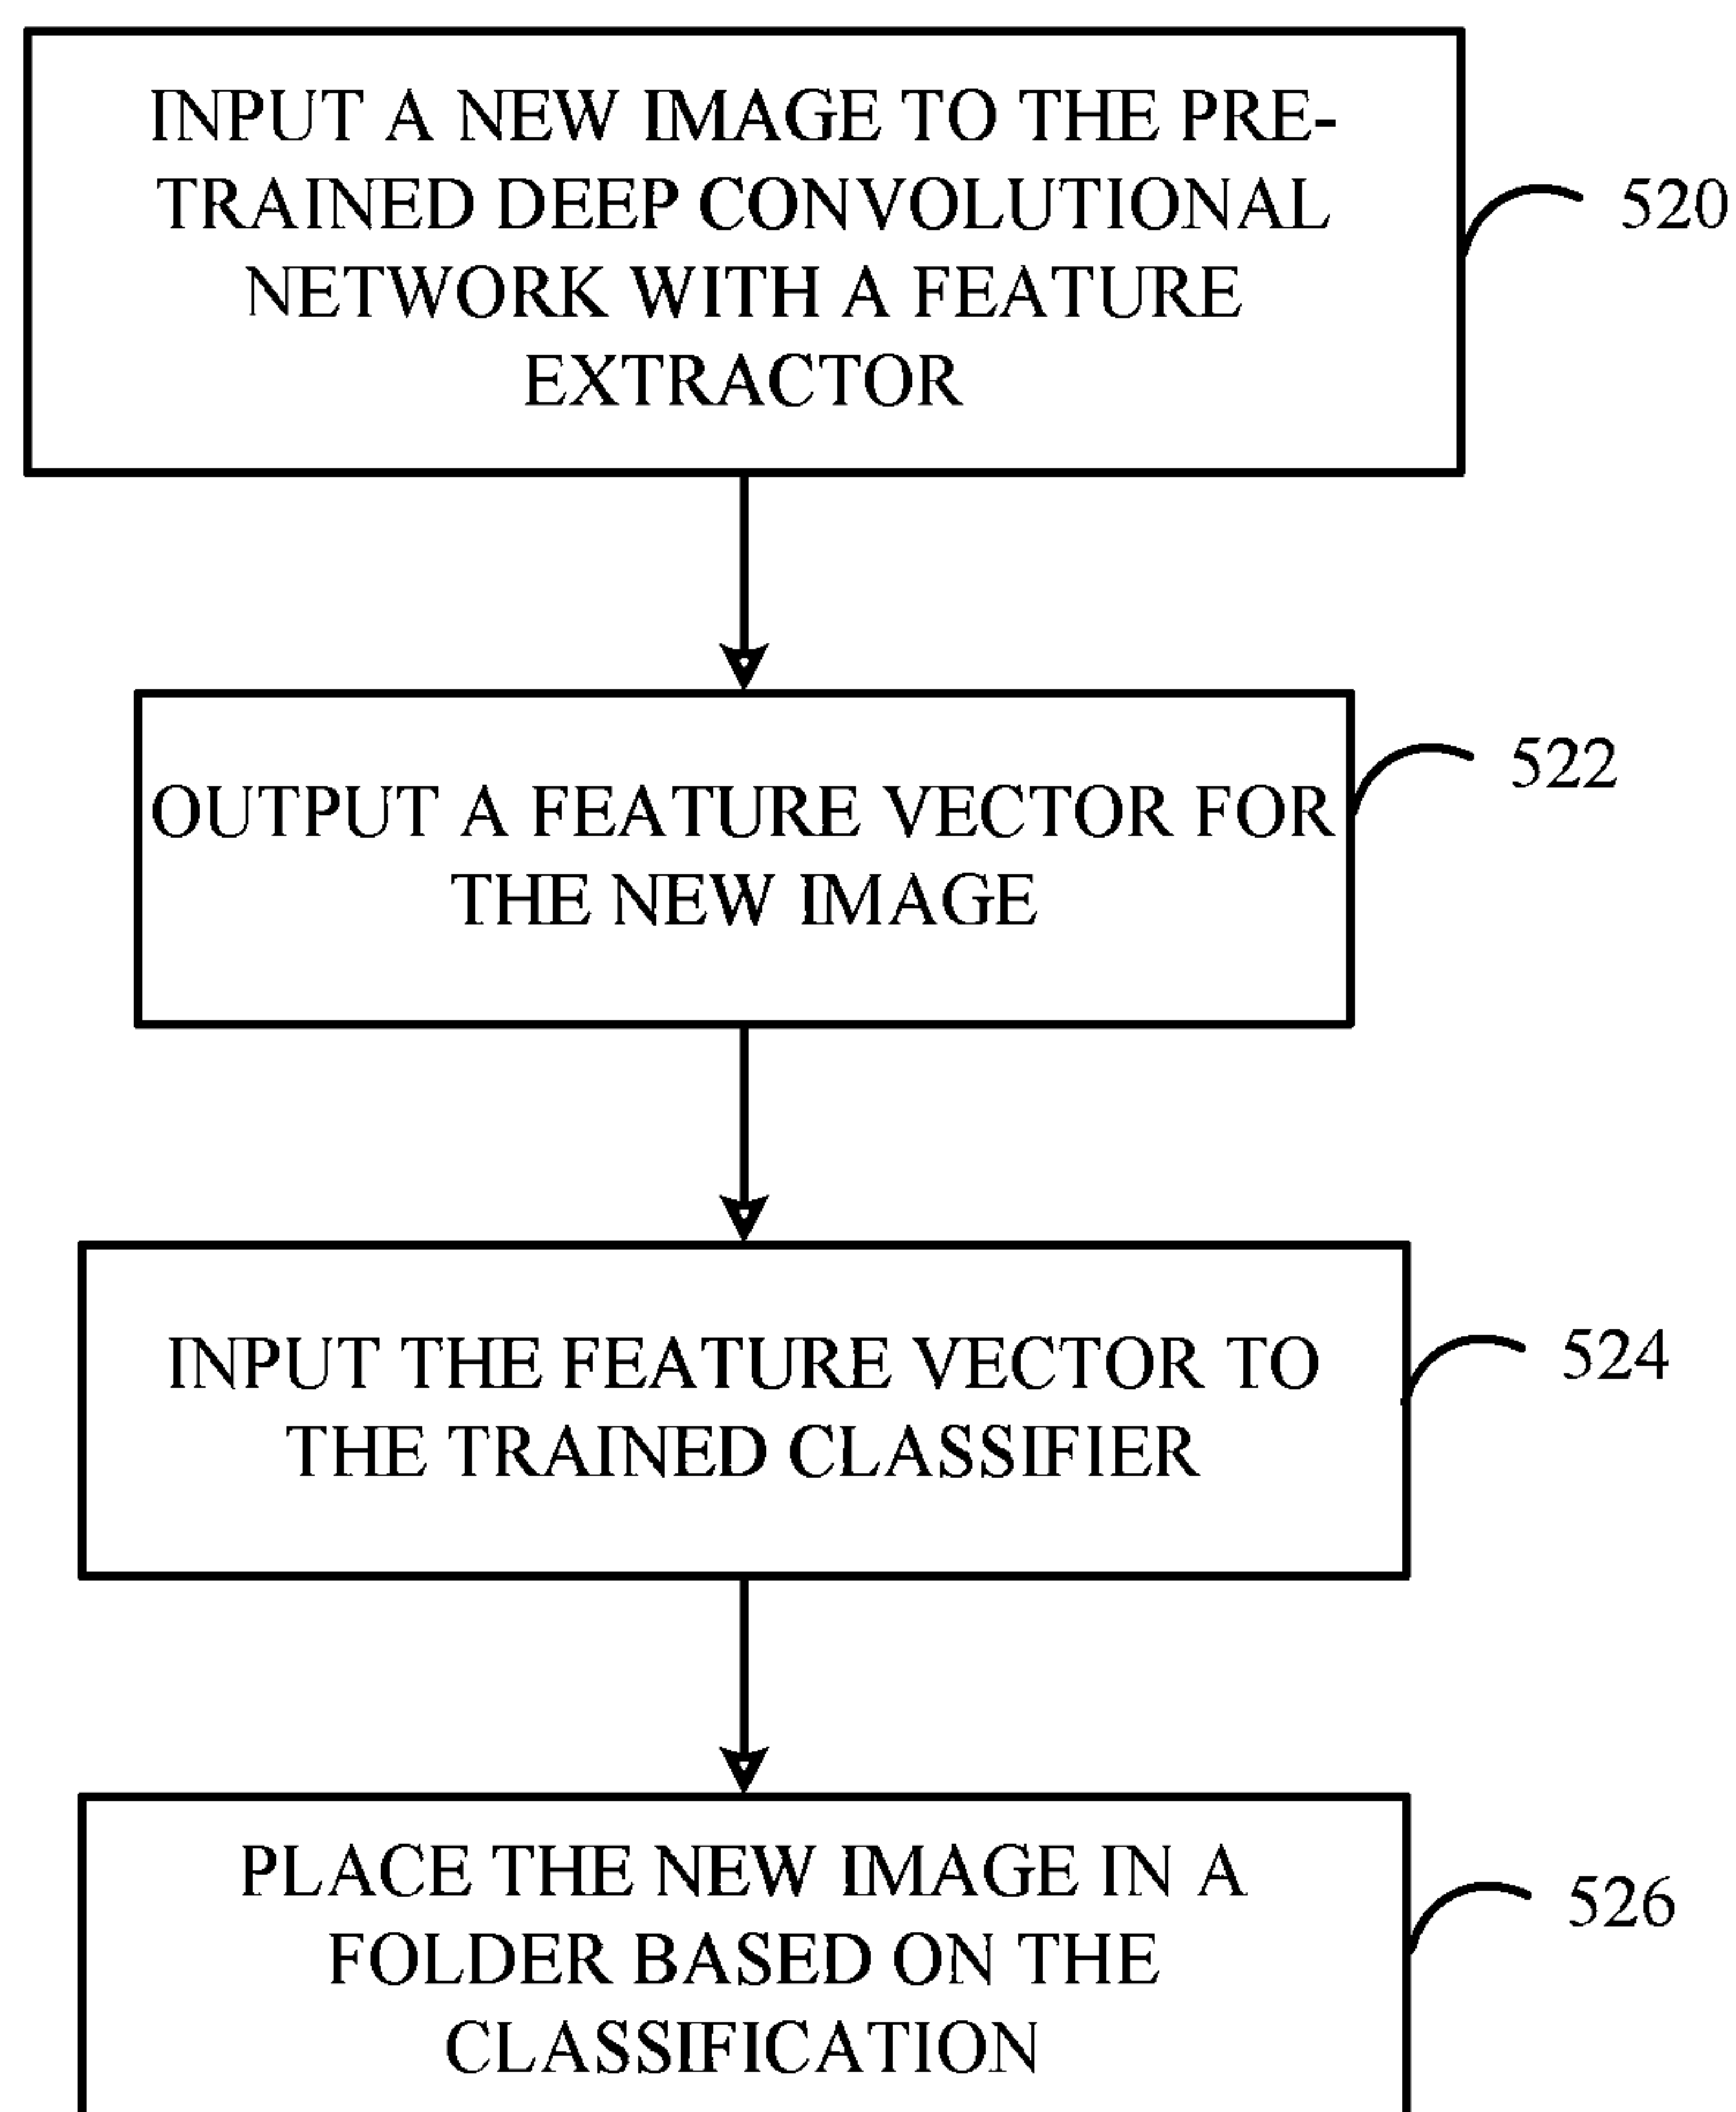 INPUT A NEW IMAGE TO THE PRE-
TRAINED DEEP CONVOLUTIONAL
NETWORK WITH A FEATURE
EXTRACTOR
520
OUTPUT A FEATURE VECTOR FOR
THE NEW IMAGE
522
INPUT THE FEATURE VECTOR TO
THE TRAINED CLASSIFIER
524
PLACE THE NEW IMAGE IN A
FOLDER BASED ON THE
CLASSIFICATION
526